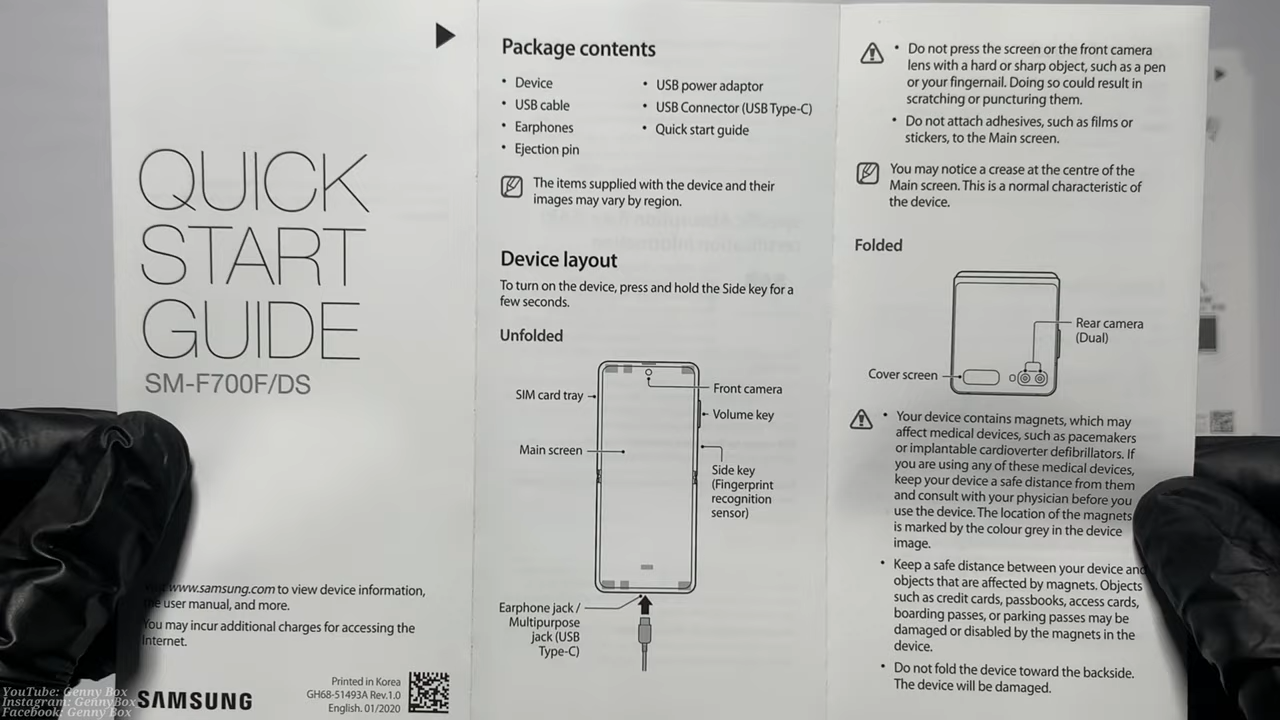 QUICK
START
GUIDE
SM-F700F/DS
www.samsung.com to view device information,
user manual, and more.
You may incur additional charges for accessing the
Internet.
SAMSUNG
Printed in Korea
GH68-51493A Rev.1.0
English. 01/2020
Package contents
• Device
• USB cable
• Earphones
• Ejection pin
• USB power adaptor
• USB Connector (USB Type-C)
• Quick start guide
The items supplied with the device and their
images may vary by region.
Device layout
To turn on the device, press and hold the Side key for a
few seconds.
Unfolded
SIM card tray
Main screen
Front camera
Volume key
Side key
(Fingerprint
recognition
sensor)
Earphone jack /
Multipurpose
jack (USB
Type-C)
• Do not press the screen or the front camera
lens with a hard or sharp object, such as a pen
or your fingernail. Doing so could result in
scratching or puncturing them.
• Do not attach adhesives, such as films or
stickers, to the Main screen.
You may notice a crease at the centre of the
Main screen. This is a normal characteristic of
the device.
Folded
Rear camera
(Dual)
Cover screen
• Your device contains magnets, which may
affect medical devices, such as pacemakers
or implantable cardioverter defibrillators. If
you are using any of these medical devices,
keep your device a safe distance from them
and consult with your physician before you
use the device. The location of the magnets
is marked by the colour grey in the device
image.
• Keep a safe distance between your device and
objects that are affected by magnets. Objects
such as credit cards, passbooks, access cards,
boarding passes, or parking passes may be
damaged or disabled by the magnets in the
device.
• Do not fold the device toward the backside.
The device will be damaged.
YouTube: Genny Box
Instagram: GennyBox
Facebook: Genny Box